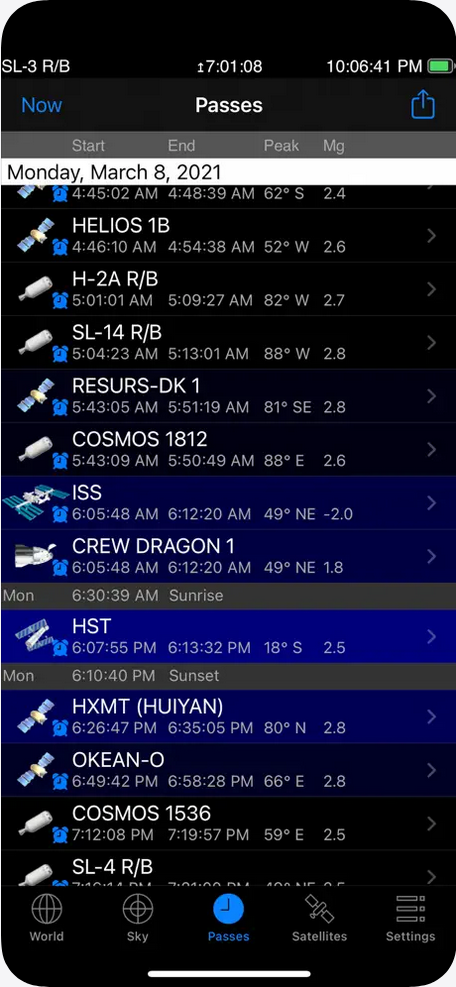 SL-3 R/B ↥7:01:08 10:06:41 PM
Now Passes
Start End Peak Mg
Monday, March 8, 2021
4:45:02 AM 4:48:39 AM 62° S 2.4
HELIOS 1B
4:46:10 AM 4:54:38 AM 52° W 2.6
H-2A R/B
5:01:01 AM 5:09:27 AM 82° W 2.7
SL-14 R/B
5:04:23 AM 5:13:01 AM 88° W 2.8
RESURS-DK 1
5:43:05 AM 5:51:19 AM 81° SE 2.8
COSMOS 1812
5:43:09 AM 5:50:49 AM 88° E 2.6
ISS
6:05:48 AM 6:12:20 AM 49° NE -2.0
CREW DRAGON 1
6:05:48 AM 6:12:20 AM 49° NE 1.8
Mon 6:30:39 AM Sunrise
HST
6:07:55 PM 6:13:32 PM 18° S 2.5
Mon 6:10:40 PM Sunset
HXMT (HUIYAN)
6:26:47 PM 6:35:05 PM 80° N 2.8
OKEAN-O
6:49:42 PM 6:58:28 PM 66° E 2.8
COSMOS 1536
7:12:08 PM 7:19:57 PM 59° E 2.5
SL-4 R/B
World Sky Passes Satellites Settings